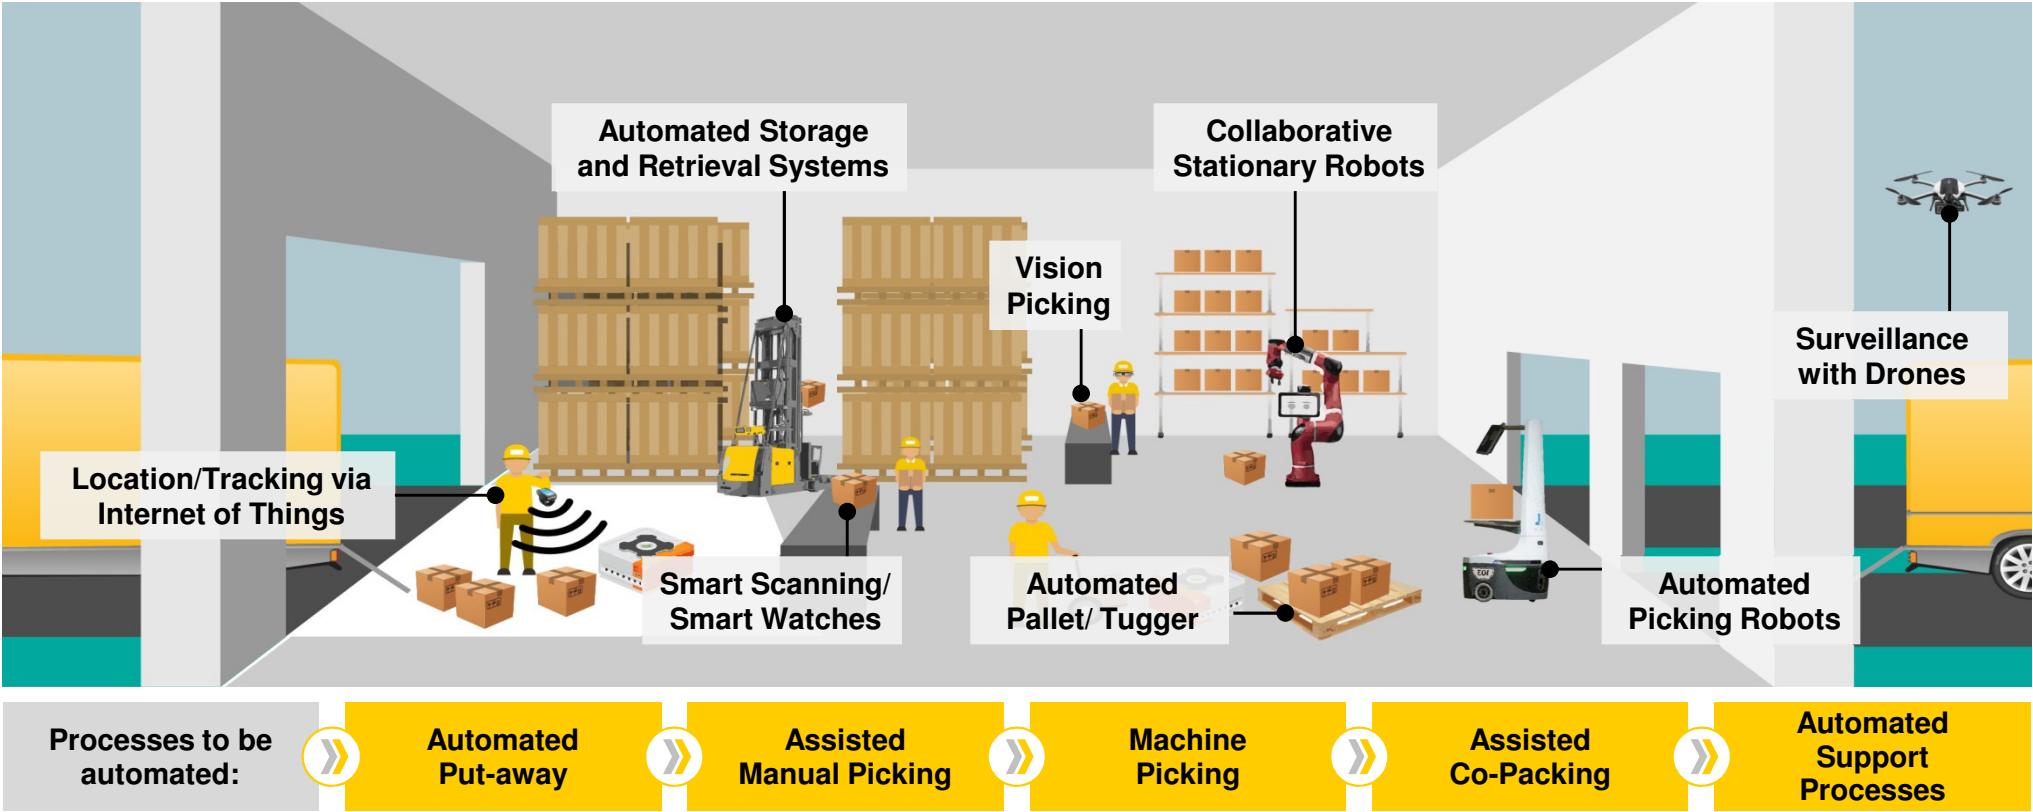 Automated Storage
and Retrieval Systems
Collaborative
Stationary Robots
Vision
Picking
Surveillance
with Drones
Location/Tracking via
Internet of Things
Smart Scanning/
Smart Watches
Automated
Pallet/ Tugger
Automated
Picking Robots
Processes to be
automated:
Automated
Put-away
Assisted
Manual Picking
Machine
Picking
Assisted
Co-Packing
Automated
Support
Processes